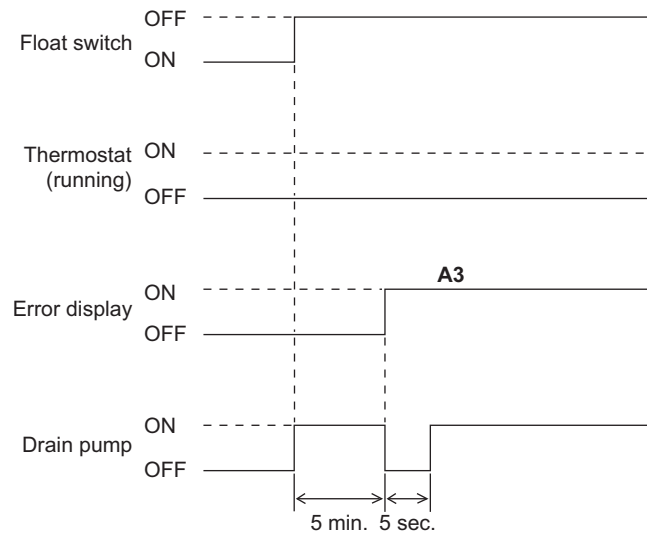 Float switch
OFF
ON
Thermostat
(running)
ON
OFF
Error display
ON
OFF
A3
Drain pump
ON
OFF
5 min. 5 sec.